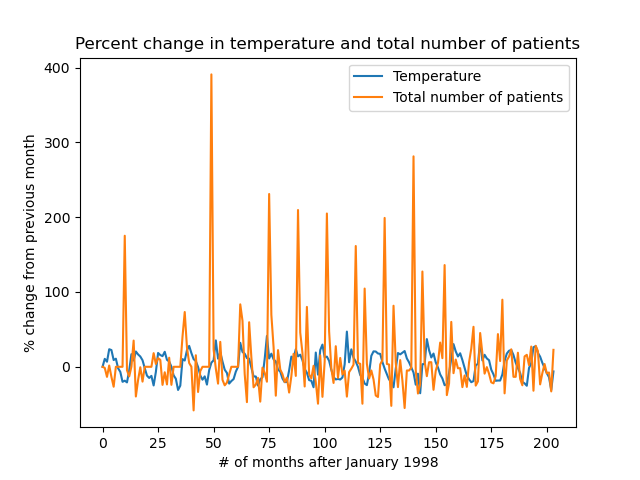 Percent change in temperature and total number of patients
Temperature
Total number of patients
400
300
200
100
0
% change from previous month
0 25 50 75 100 125 150 175 200
# of months after January 1998